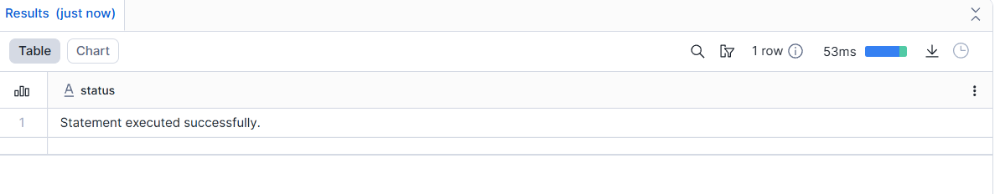 Results (just now)
Table Chart 1 row 53ms
A status
1 Statement executed successfully.